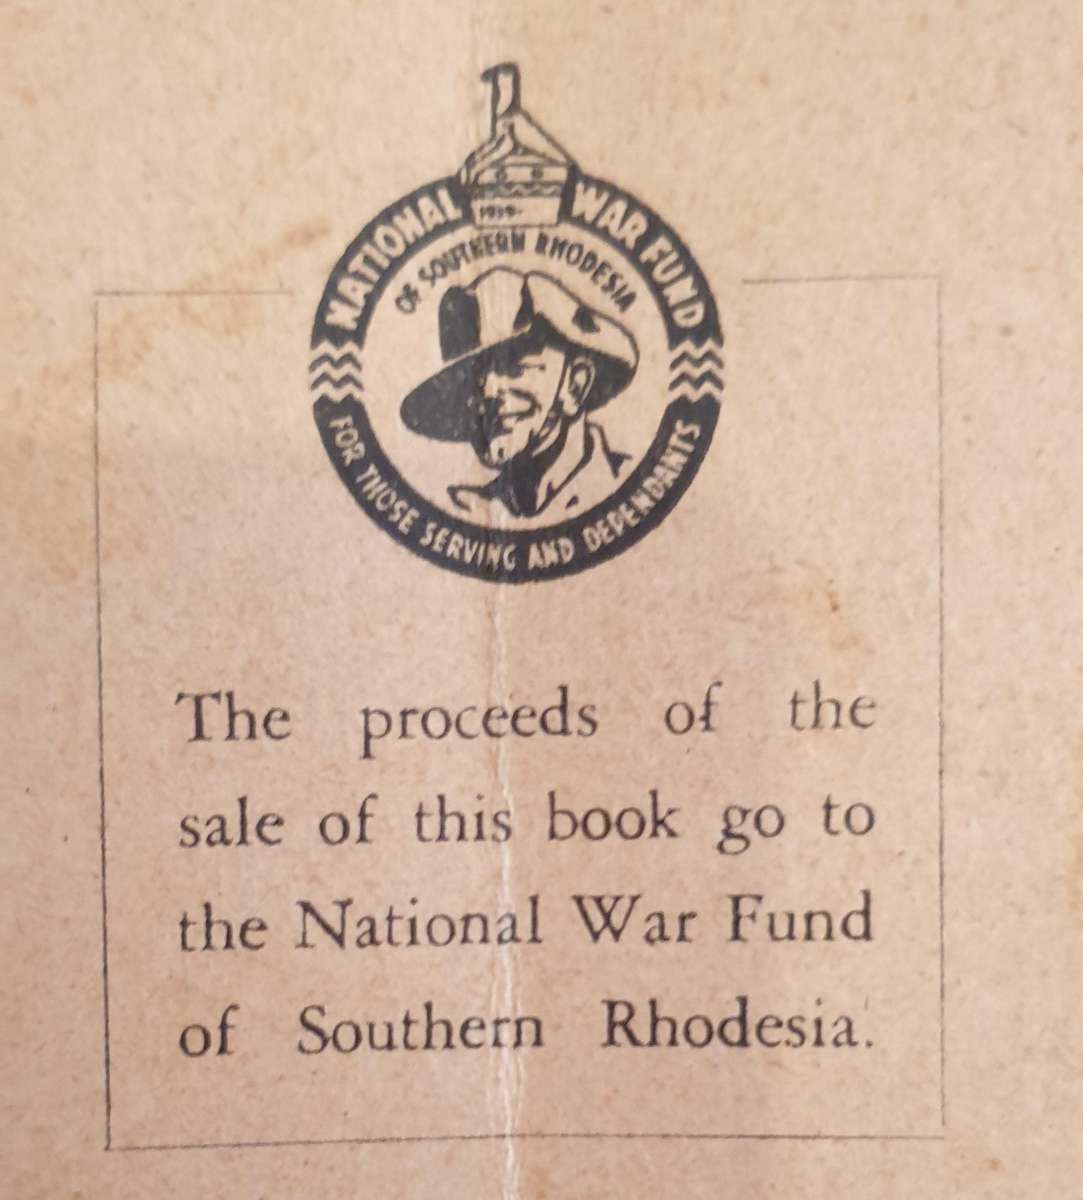 1939-
NATIONAL WAR FUND
OF SOUTHERN RHODESIA
FOR THOSE SERVING AND DEPENDANTS
The proceeds of the
sale of this book go to
the National War Fund
of Southern Rhodesia.